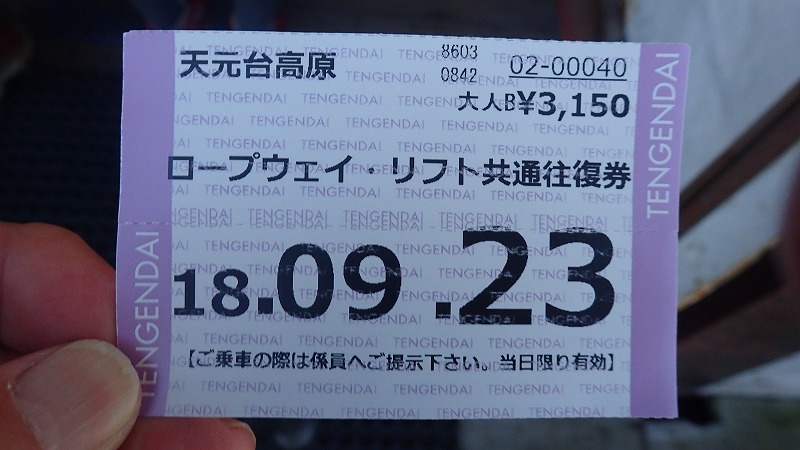 天元台高原
8603
0842
02-00040
大人B¥3,150
ロープウェイ・リフト共通往復券
18.09.23
【ご乗車の際は係員へご提示下さい。当日限り有効】
TENGENDAI
TENGENDAI